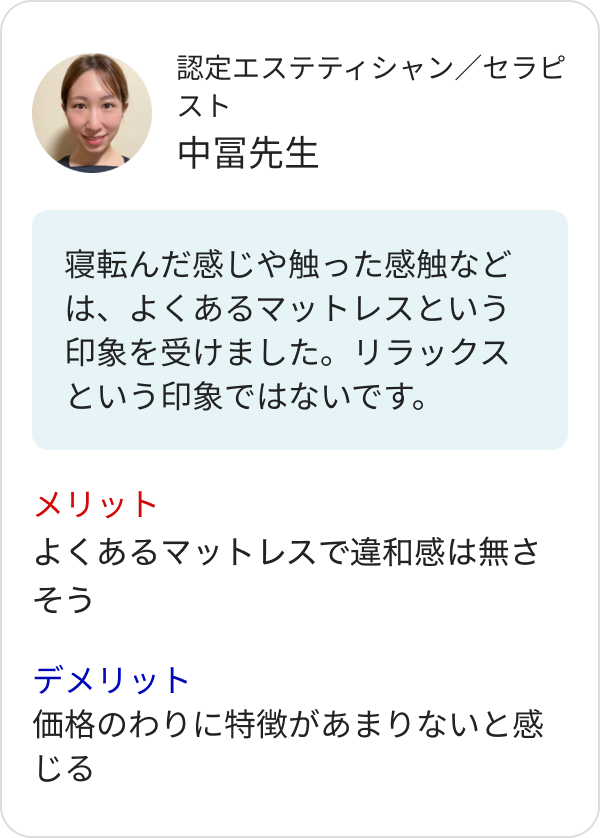 認定エステティシャン／セラピ
スト
中冨先生
寝転んだ感じや触った感触など
は、よくあるマットレスという
印象を受けました。リラックス
という印象ではないです。
メリット
よくあるマットレスで違和感は無さ
そう
デメリット
価格のわりに特徴があまりないと感
じる